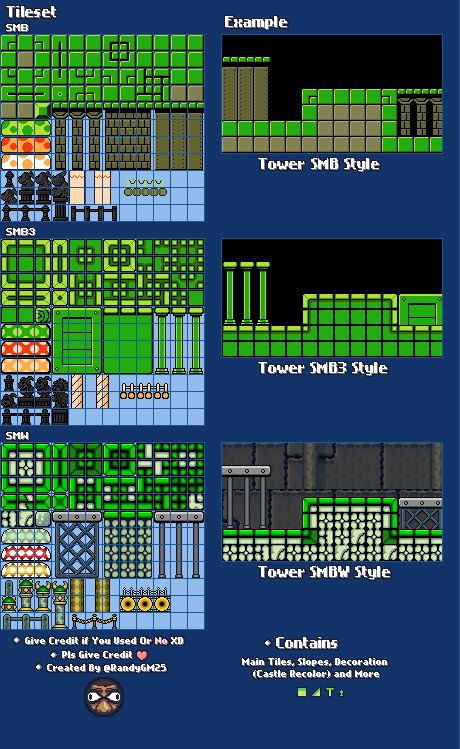 Tileset
SMB
Example
Tower SMB Style
SMB3
Tower SMB3 Style
SMW
Tower SMBW Style
Give Credit if You Used Or No XD
Pls Give Credit
Created By @RandyGM25
Contains
Main Tiles, Slopes, Decoration
(Castle Recolor) and More